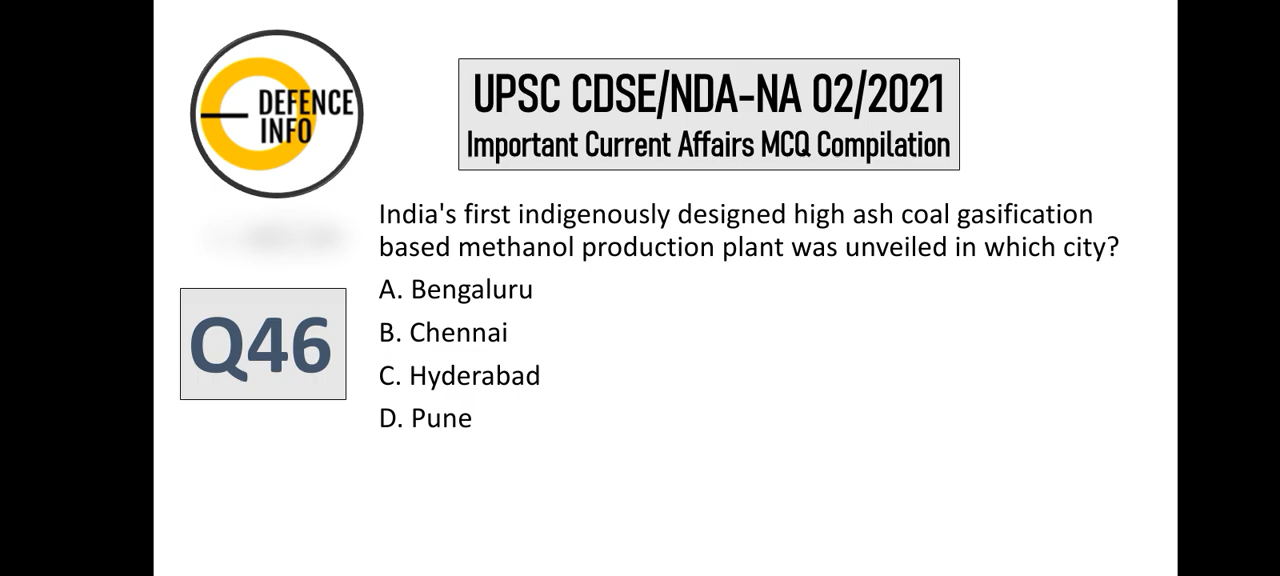 DEFENCE
INFO
UPSC CDSE/NDA-NA 02/2021
Important Current Affairs MCQ Compilation
Q46
India's first indigenously designed high ash coal gasification
based methanol production plant was unveiled in which city?
A. Bengaluru
B. Chennai
C. Hyderabad
D. Pune